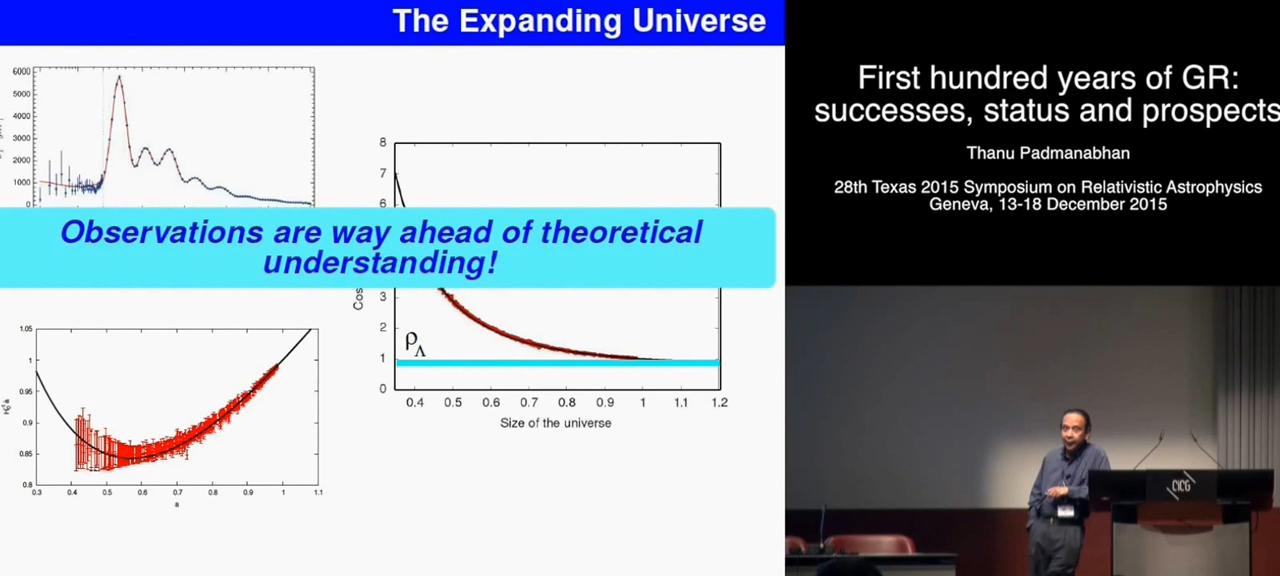 The Expanding Universe
6000
5000
4000
3000
2000
1000
Observations are way ahead of theoretical
understanding!
8
7
6
3
2
1
0
Cos
ρΛ
0.4 0.5 0.6 0.7 0.8 0.9 1 1.1 1.2
Size of the universe
1.05
1
0.95
0.9
0.85
0.8
0.3 0.4 0.5 0.6 0.7 0.8 0.9 1 1.1
a
First hundred years of GR:
successes, status and prospects
Thanu Padmanabhan
28th Texas 2015 Symposium on Relativistic Astrophysics
Geneva, 13-18 December 2015
CICG